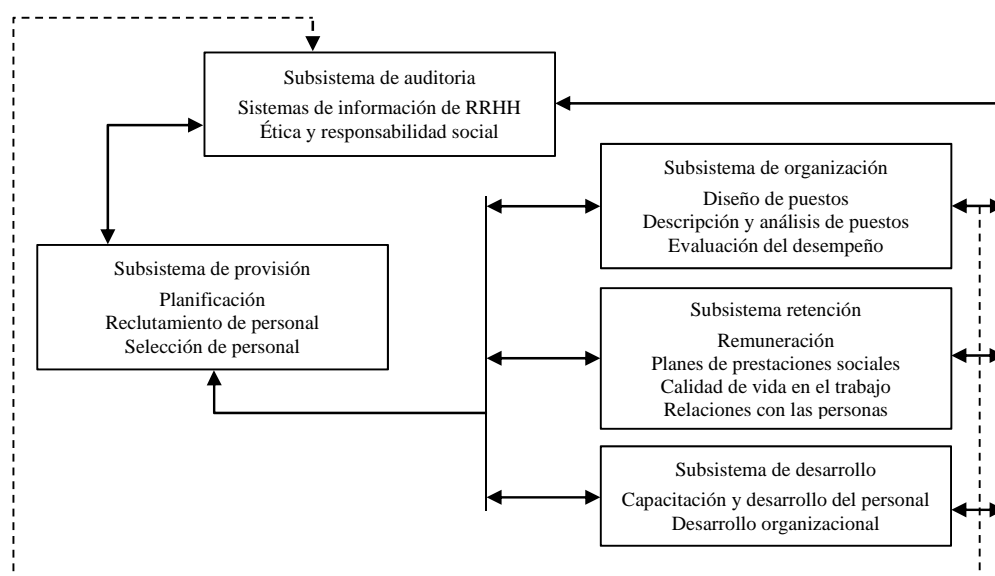 Subsistema de auditoria
Sistemas de información de RRHH
Ética y responsabilidad social
Subsistema de organización
Diseño de puestos
Descripción y análisis de puestos
Evaluación del desempeño
Subsistema de provisión
Planificación
Reclutamiento de personal
Selección de personal
Subsistema retención
Remuneración
Planes de prestaciones sociales
Calidad de vida en el trabajo
Relaciones con las personas
Subsistema de desarrollo
Capacitación y desarrollo del personal
Desarrollo organizacional